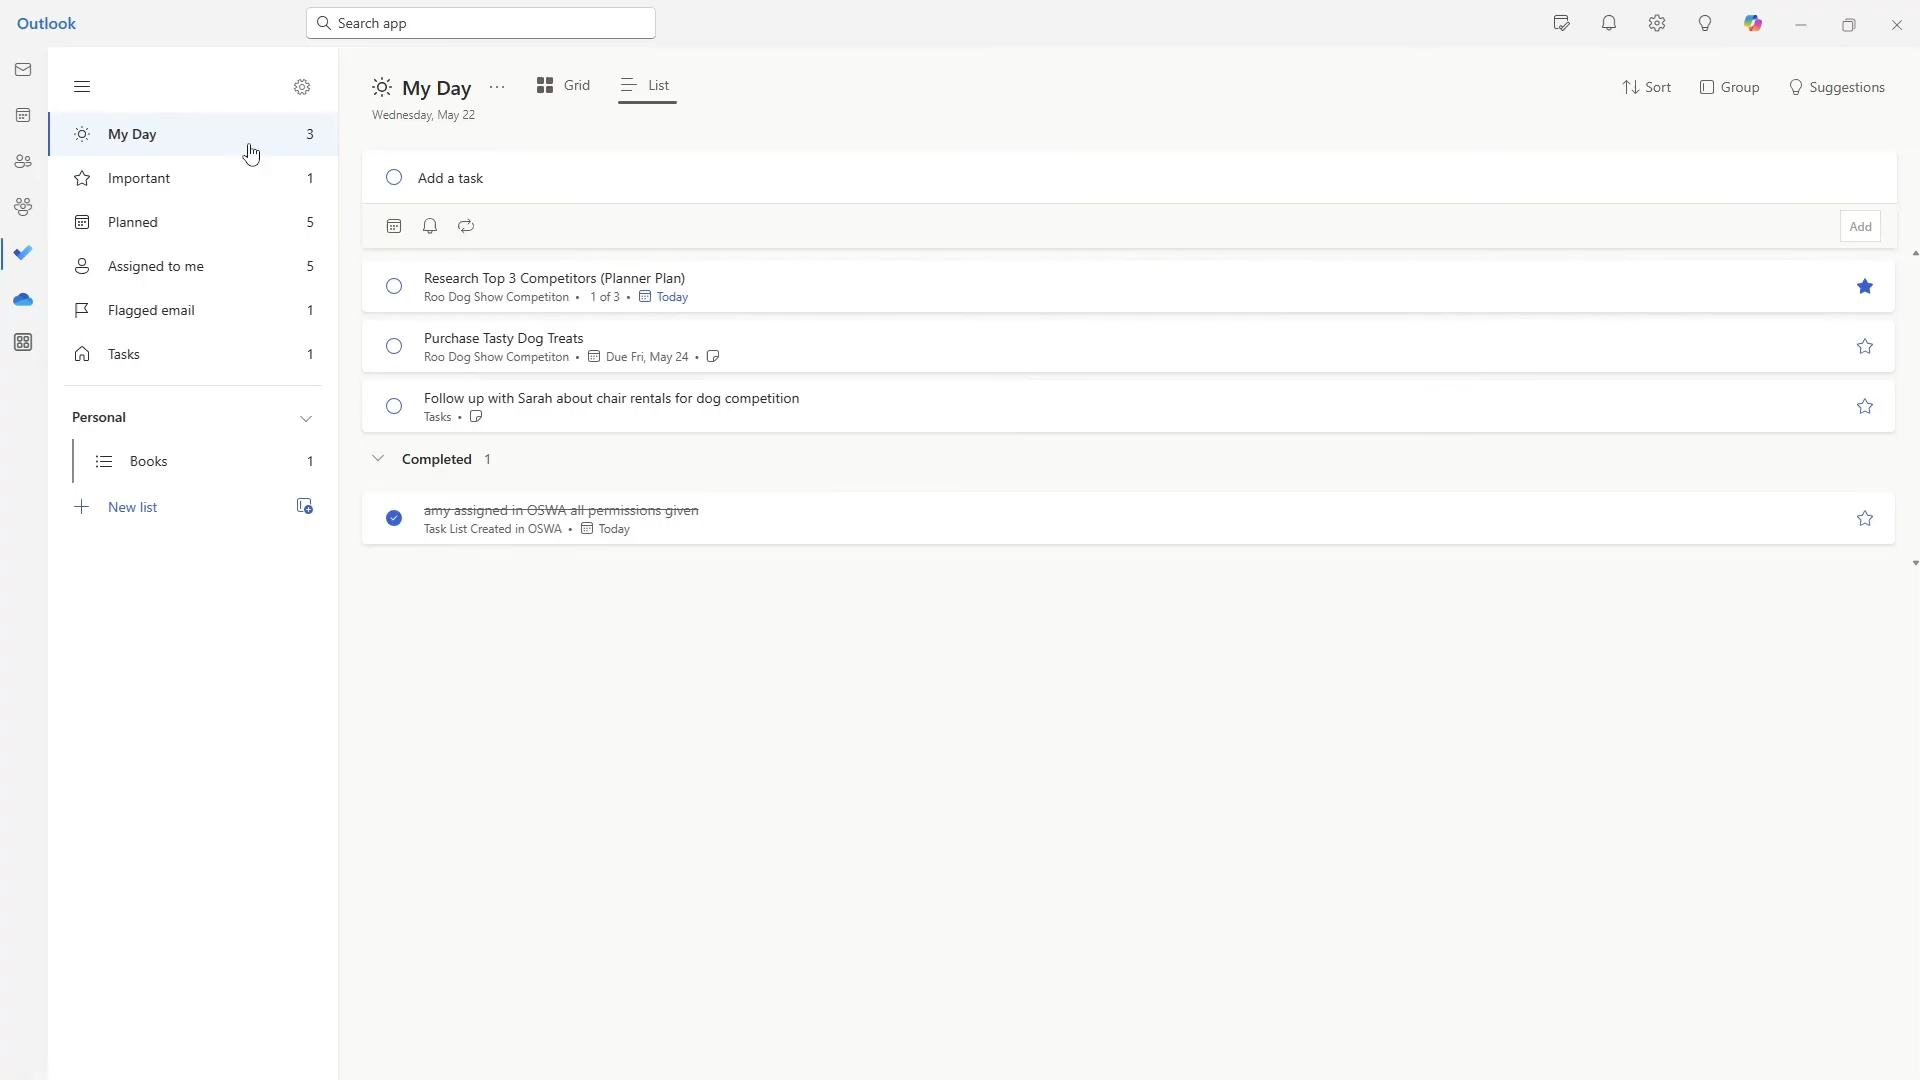 Outlook
Search app
My Day 3
Important 1
Planned 5
Assigned to me 5
Flagged email 1
Tasks 1
Personal
Books 1
New list
My Day ... Grid List
Wednesday, May 22
Sort Group Suggestions
Add a task
Add
Research Top 3 Competitors (Planner Plan)
Roo Dog Show Competiton • 1 of 3 • Today
Purchase Tasty Dog Treats
Roo Dog Show Competiton • Due Fri, May 24 •
Follow up with Sarah about chair rentals for dog competition
Tasks •
Completed 1
amy assigned in OSWA all permissions given
Task List Created in OSWA • Today